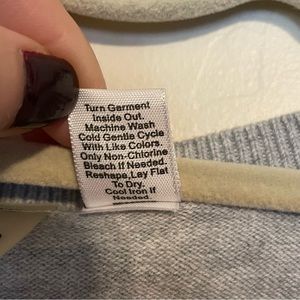 Turn Garment
Inside Out.
Machine Wash
Cold Gentle Cycle
With Like Colors.
Only Non-Chlorine
Bleach If Needed.
Reshape,Lay Flat
To Dry.
Cool Iron If
Needed.